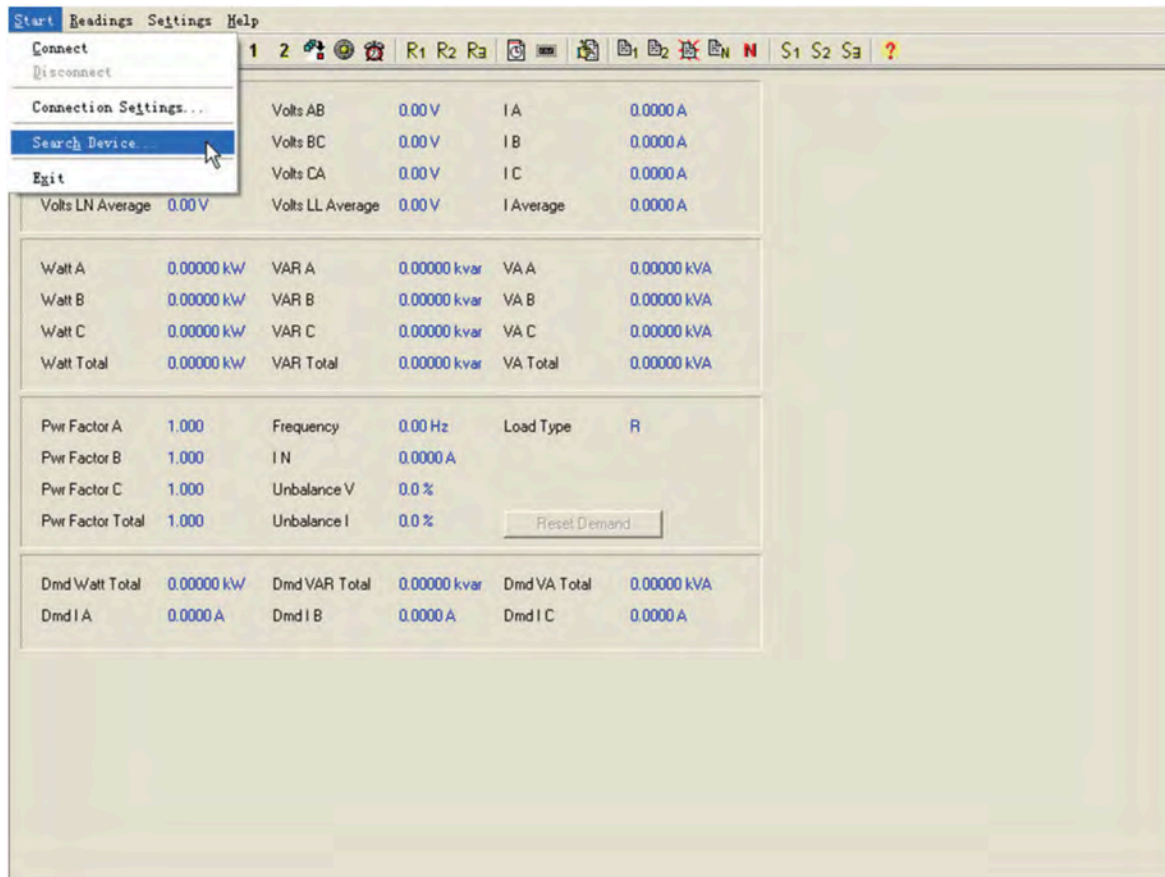 Start Readings Settings Help
Connect
1 2 R1 R2 R3 1 2 N N S1 S2 S3 ?
Disconnect
Connection Settings...
Search Device...
Exit
Volts AB 0.00 V I A 0.0000 A
Volts BC 0.00 V I B 0.0000 A
Volts CA 0.00 V I C 0.0000 A
Volts LN Average 0.00 V Volts LL Average 0.00 V I Average 0.0000 A
Watt A 0.00000 kW VAR A 0.00000 kvar VA A 0.00000 kVA
Watt B 0.00000 kW VAR B 0.00000 kvar VA B 0.00000 kVA
Watt C 0.00000 kW VAR C 0.00000 kvar VA C 0.00000 kVA
Watt Total 0.00000 kW VAR Total 0.00000 kvar VA Total 0.00000 kVA
Pwr Factor A 1.000 Frequency 0.00 Hz Load Type R
Pwr Factor B 1.000 I N 0.0000 A
Pwr Factor C 1.000 Unbalance V 0.0 %
Pwr Factor Total 1.000 Unbalance I 0.0 % Reset Demand
Dmd Watt Total 0.00000 kW Dmd VAR Total 0.00000 kvar Dmd VA Total 0.00000 kVA
Dmd I A 0.0000 A Dmd I B 0.0000 A Dmd I C 0.0000 A